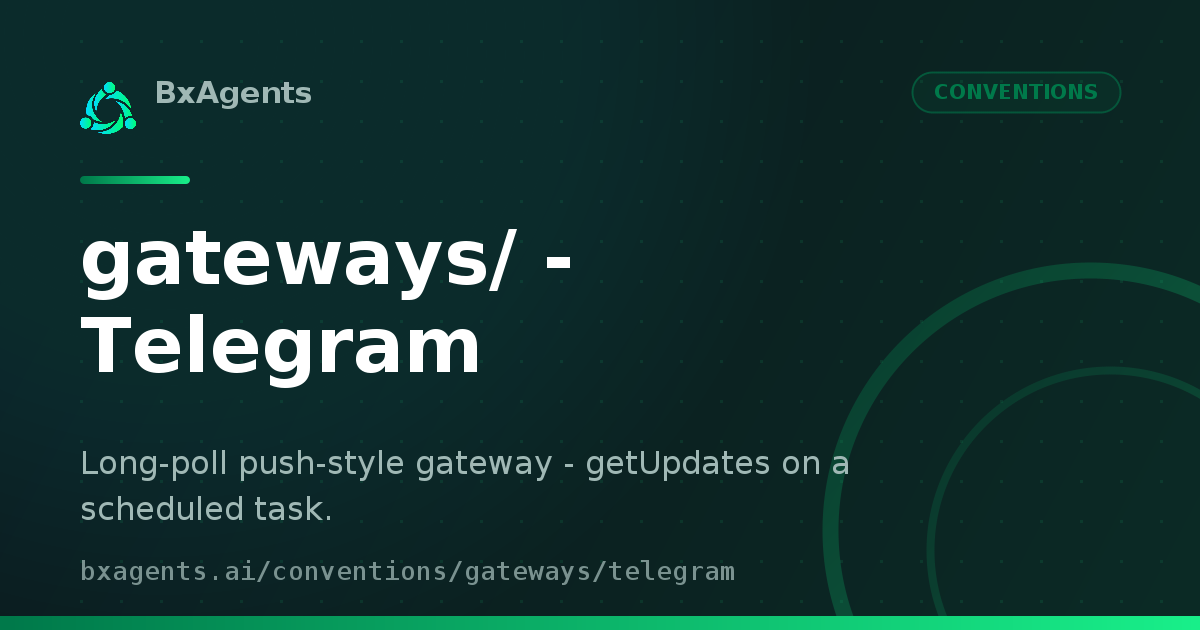 BxAgents
CONVENTIONS
gateways/ -
Telegram
Long-poll push-style gateway - getUpdates on a
scheduled task.
bxagents.ai/conventions/gateways/telegram